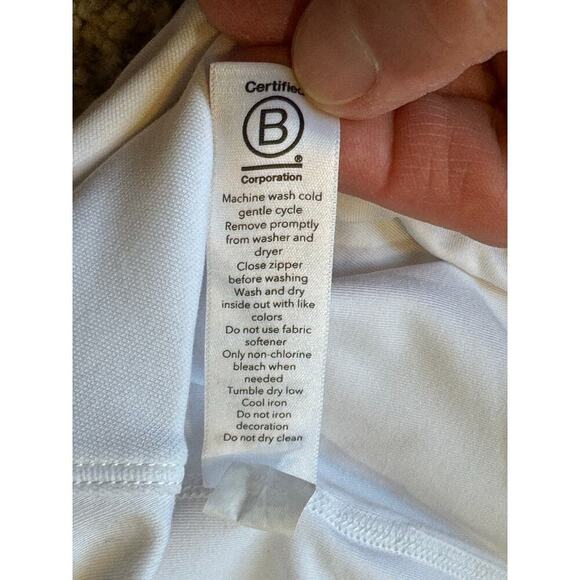 Certified
B
®
Corporation
Machine wash cold
gentle cycle
Remove promptly
from washer and
dryer
Close zipper
before washing
Wash and dry
inside out with like
colors
Do not use fabric
softener
Only non-chlorine
bleach when
needed
Tumble dry low
Cool iron
Do not iron
decoration
Do not dry clean